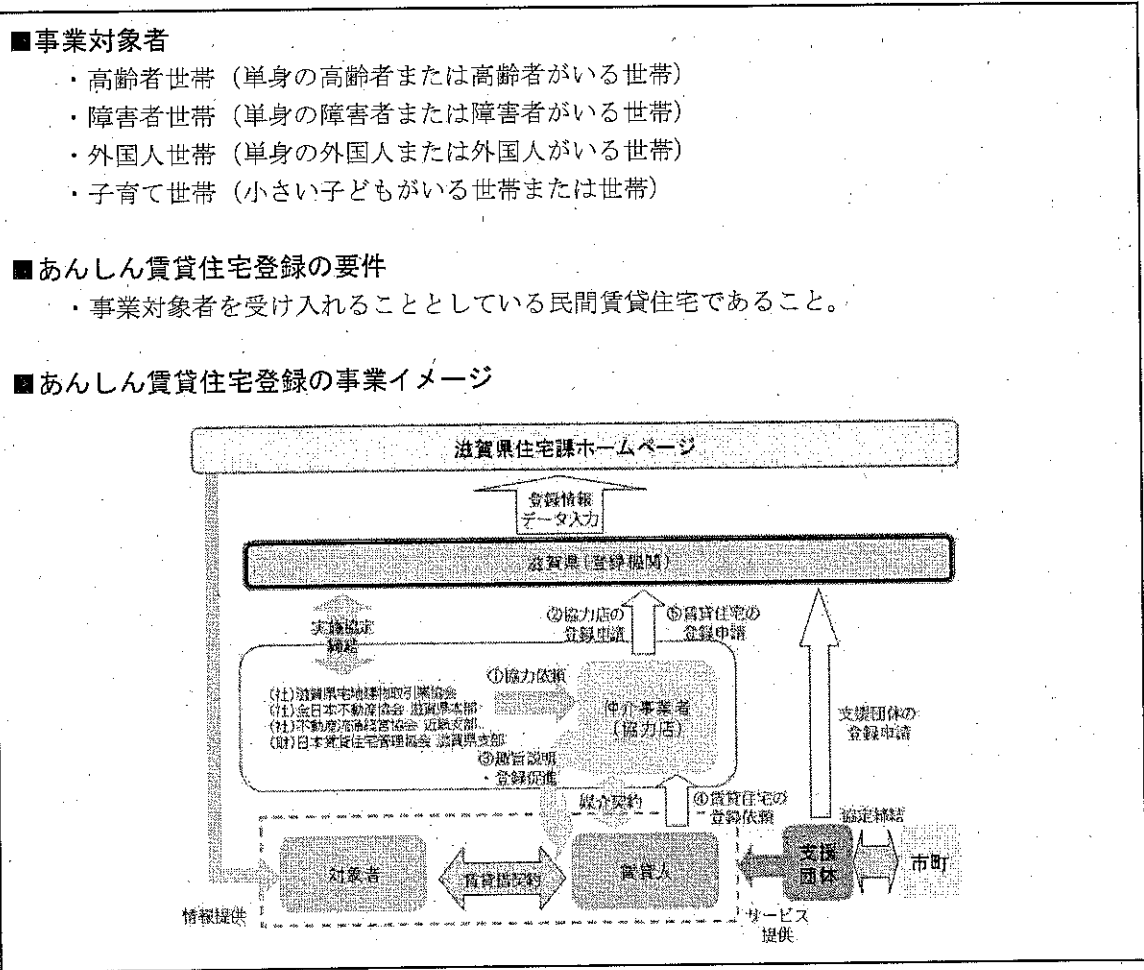 ■事業対象者
・高齢者世帯（単身の高齢者または高齢者がいる世帯）
・障害者世帯（単身の障害者または障害者がいる世帯）
・外国人世帯（単身の外国人または外国人がいる世帯）
・子育て世帯（小さい子どもがいる世帯または世帯）
■あんしん賃貸住宅登録の要件
・事業対象者を受け入れることとしている民間賃貸住宅であること。
■あんしん賃貸住宅登録の事業イメージ
滋賀県住宅課ホームページ
登録情報
データ入力
滋賀県（登録機関）
実施協定
締結
②協力店の
登録申請
⑤賃貸住宅の
登録申請
①協力依頼
（社）滋賀県宅地建物取引業協会
（社）全日本不動産協会 滋賀県本部
（社）不動産流通経営協会 近畿支部
（財）日本賃貸住宅管理協会 滋賀県支部
仲介事業者
（協力店）
支援団体の
登録申請
③趣旨説明
・登録促進
媒介契約
④賃貸住宅の
登録依頼
協定締結
対象者
賃貸借契約
賃貸人
支援
団体
市町
情報提供
サービス
提供